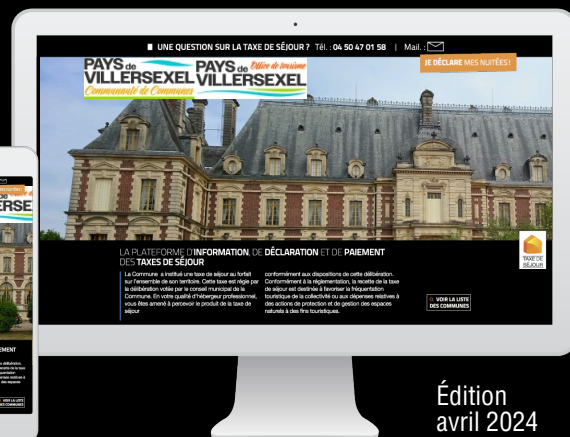 UNE QUESTION SUR LA TAXE DE SÉJOUR ? Tél. : 04 50 47 01 58 | Mail. :
JE DÉCLARE MES NUITÉES !
PAYS de
VILLERSEXEL
Communauté de Communes
PAYS de Office de tourisme
VILLERSEXEL
LA PLATEFORME D'INFORMATION, DE DÉCLARATION ET DE PAIEMENT
DES TAXES DE SÉJOUR
La Commune a institué une taxe de séjour au forfait
sur l'ensemble de son territoire. Cette taxe est régie par
la délibération votée par le conseil municipal de la
Commune. En votre qualité d'hébergeur professionnel,
vous êtes amené à percevoir le produit de la taxe de
séjour
conformément aux dispositions de cette délibération.
Conformément à la réglementation, la recette de la taxe
de séjour est destinée à favoriser la fréquentation
touristique de la collectivité ou aux dépenses relatives à
des actions de protection et de gestion des espaces
naturels à des fins touristiques.
TAXE DE
SÉJOUR
VOIR LA LISTE
DES COMMUNES
ERSE
EMENT
VOIR LA LISTE
DES COMMUNES
Édition
avril 2024